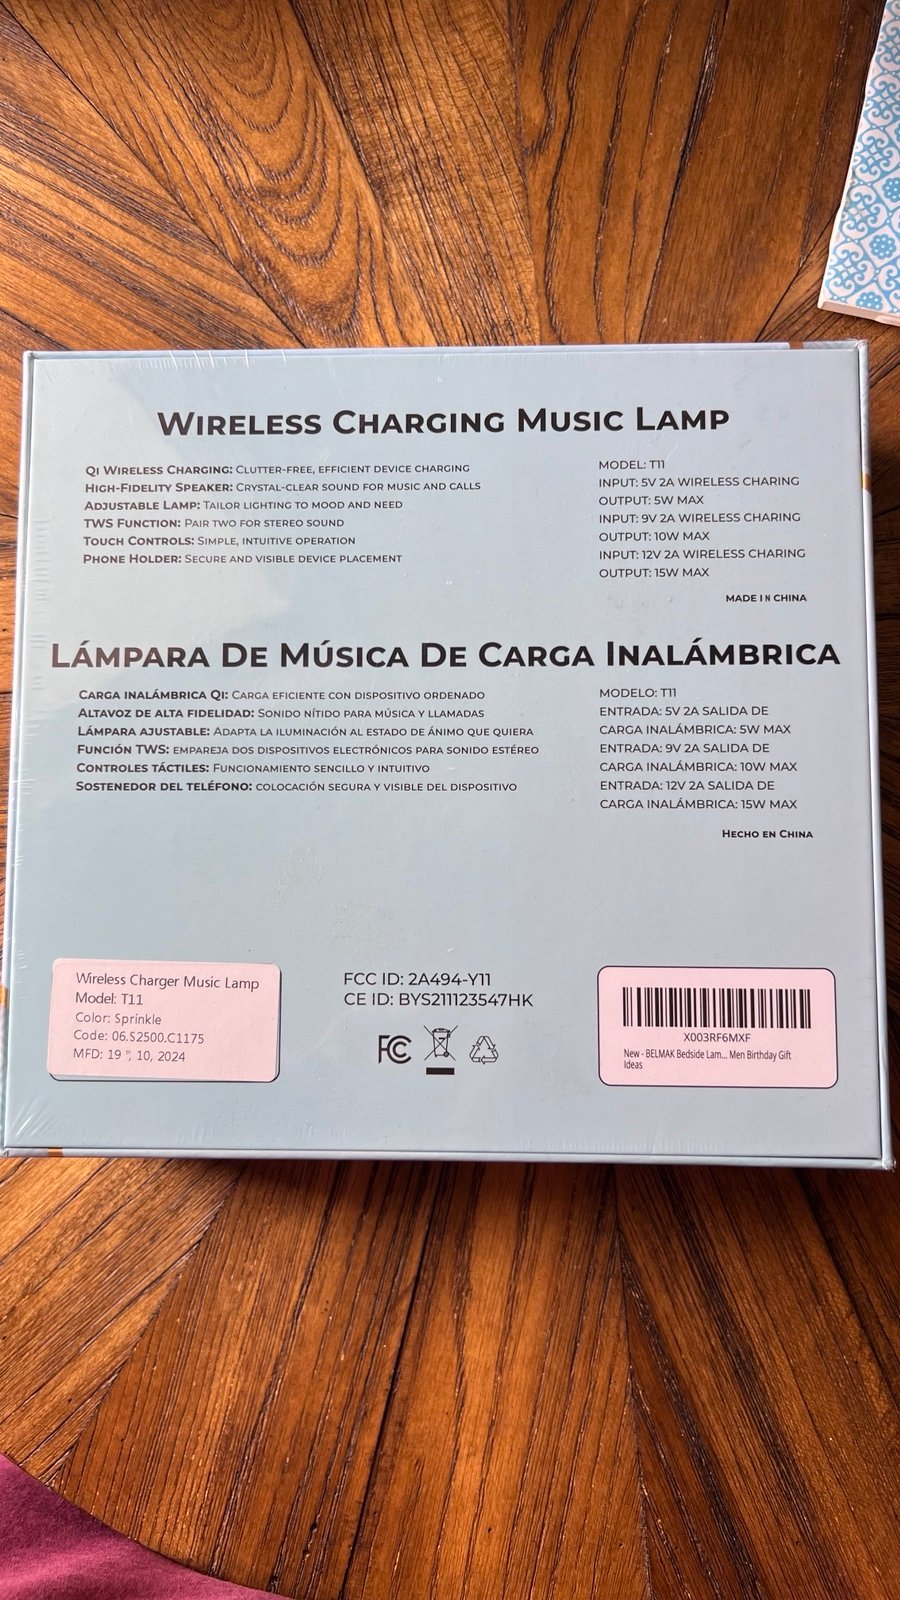 Wireless Charging Music Lamp
Qi Wireless Charging: Clutter-free, efficient device charging
High-Fidelity Speaker: Crystal-clear sound for music and calls
Adjustable Lamp: Tailor lighting to mood and need
TWS Function: Pair two for stereo sound
Touch Controls: Simple, intuitive operation
Phone Holder: Secure and visible device placement
MODEL: T11
INPUT: 5V 2A WIRELESS CHARING
OUTPUT: 5W MAX
INPUT: 9V 2A WIRELESS CHARING
OUTPUT: 10W MAX
INPUT: 12V 2A WIRELESS CHARING
OUTPUT: 15W MAX
MADE IN CHINA
Lámpara De Música De Carga Inalámbrica
Carga inalámbrica Qi: Carga eficiente con dispositivo ordenado
Altavoz de alta fidelidad: Sonido nítido para música y llamadas
Lámpara ajustable: Adapta la iluminación al estado de ánimo que quiera
Función TWS: empareja dos dispositivos electrónicos para sonido estéreo
Controles táctiles: Funcionamiento sencillo y intuitivo
Sostenedor del teléfono: colocación segura y visible del dispositivo
MODELO: T11
ENTRADA: 5V 2A SALIDA DE
CARGA INALÁMBRICA: 5W MAX
ENTRADA: 9V 2A SALIDA DE
CARGA INALÁMBRICA: 10W MAX
ENTRADA: 12V 2A SALIDA DE
CARGA INALÁMBRICA: 15W MAX
Hecho en China
Wireless Charger Music Lamp
Model: T11
Color: Sprinkle
Code: 06.S2500.C1175
MFD: 19 th, 10, 2024
FCC ID: 2A494-Y11
CE ID: BYS211123547HK
FC
X003RF6MXF
New - BELMAK Bedside Lam... Men Birthday Gift
Ideas